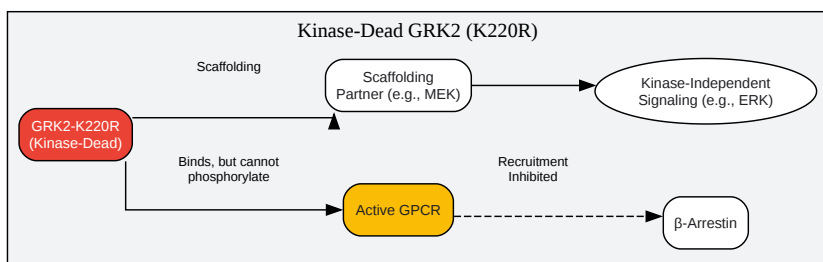 Kinase-Dead GRK2 (K220R)
Scaffolding
Scaffolding
Partner (e.g., MEK)
Kinase-Independent
Signaling (e.g., ERK)
GRK2-K220R
(Kinase-Dead)
Binds, but cannot
phosphorylate
Recruitment
Inhibited
Active GPCR
β-Arrestin